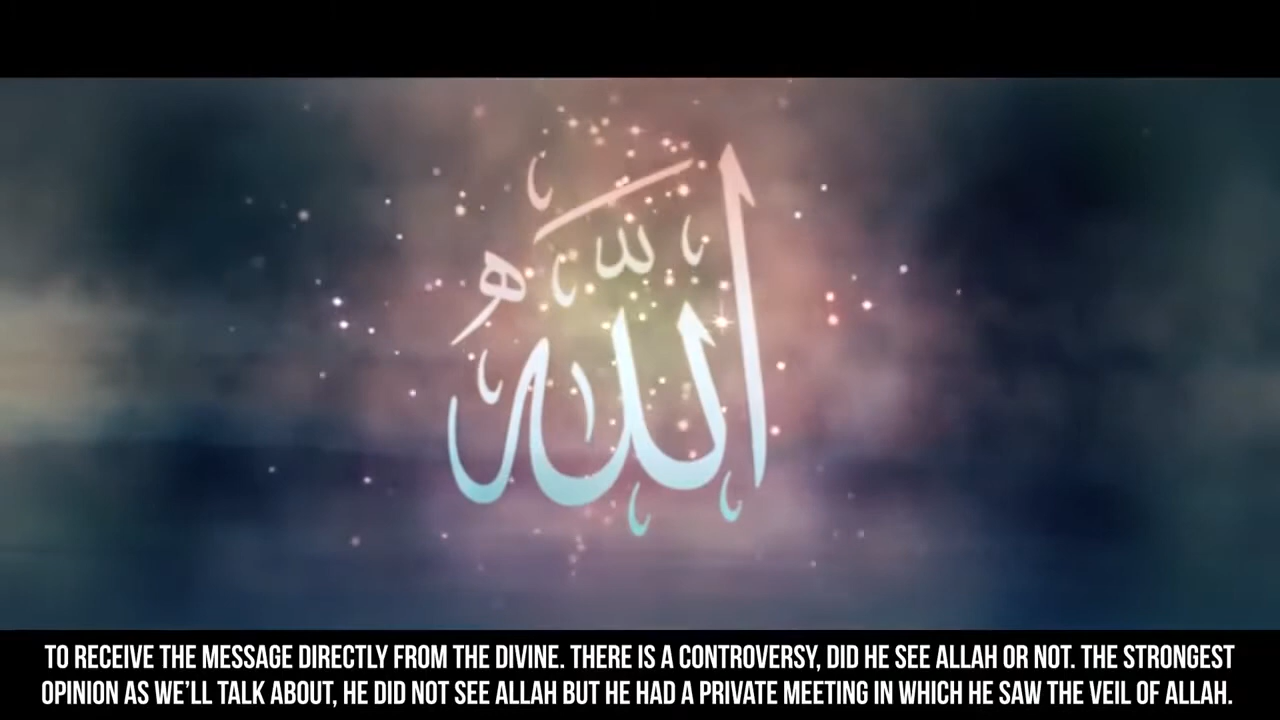 الله
TO RECEIVE THE MESSAGE DIRECTLY FROM THE DIVINE. THERE IS A CONTROVERSY, DID HE SEE ALLAH OR NOT. THE STRONGEST
OPINION AS WE'LL TALK ABOUT, HE DID NOT SEE ALLAH BUT HE HAD A PRIVATE MEETING IN WHICH HE SAW THE VEIL OF ALLAH.